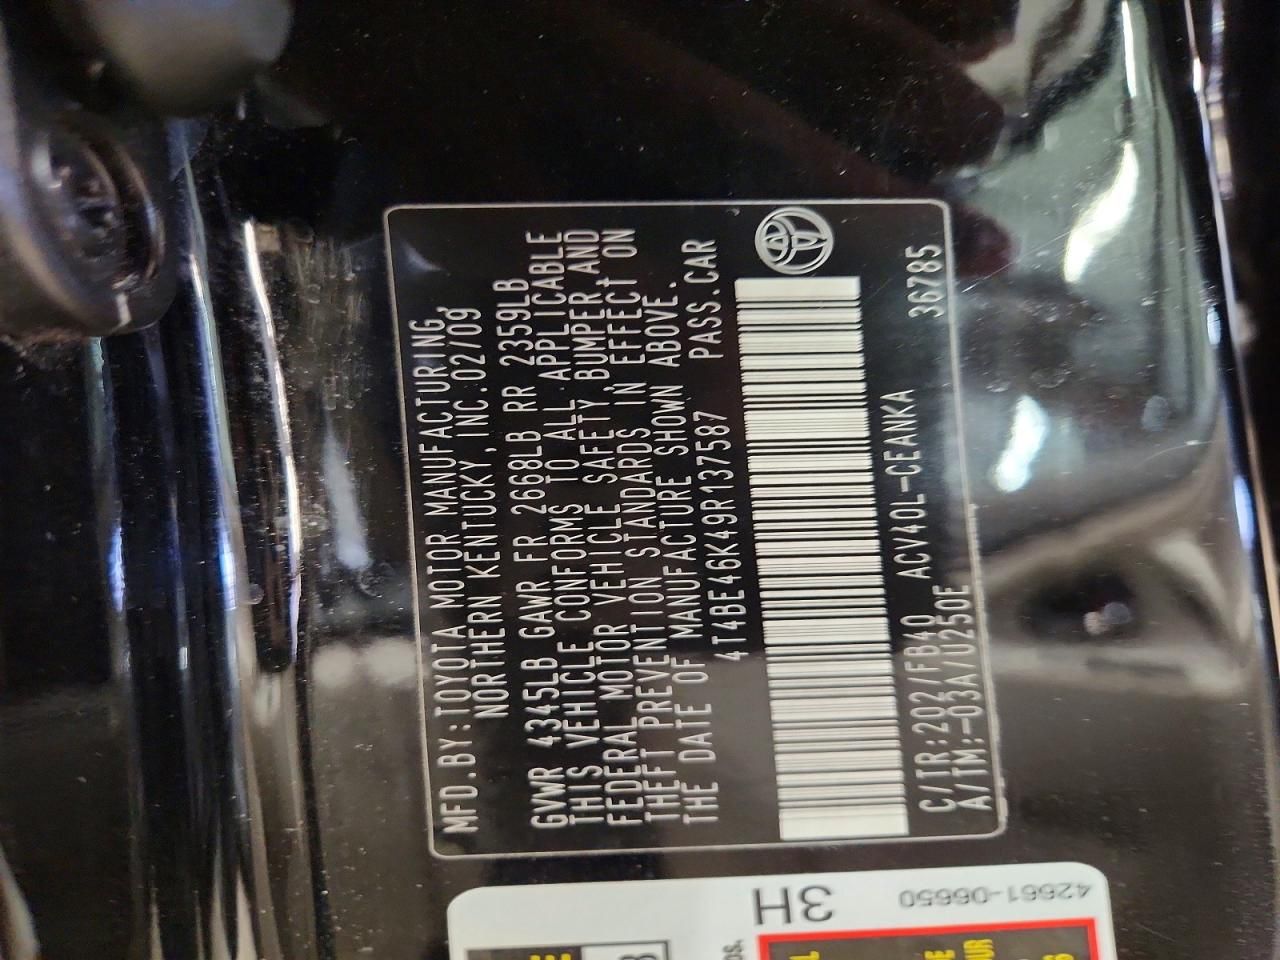 MFD.BY:TOYOTA MOTOR MANUFACTURING,
NORTHERN KENTUCKY,INC.02/09
GVWR 4345LB GAWR FR 2668LB RR 2359LB
THIS VEHICLE CONFORMS TO ALL APPLICABLE
FEDERAL MOTOR VEHICLE SAFETY,BUMPER,AND
THEFT PREVENTION STANDARDS IN EFFECT ON
THE DATE OF MANUFACTURE SHOWN ABOVE.
4T4BE46K49R137587 PASS.CAR
C/TR:202/FB40 ACV40L-CEANKA 36785
A/TM:-03A/U250E
3H
42661-06650